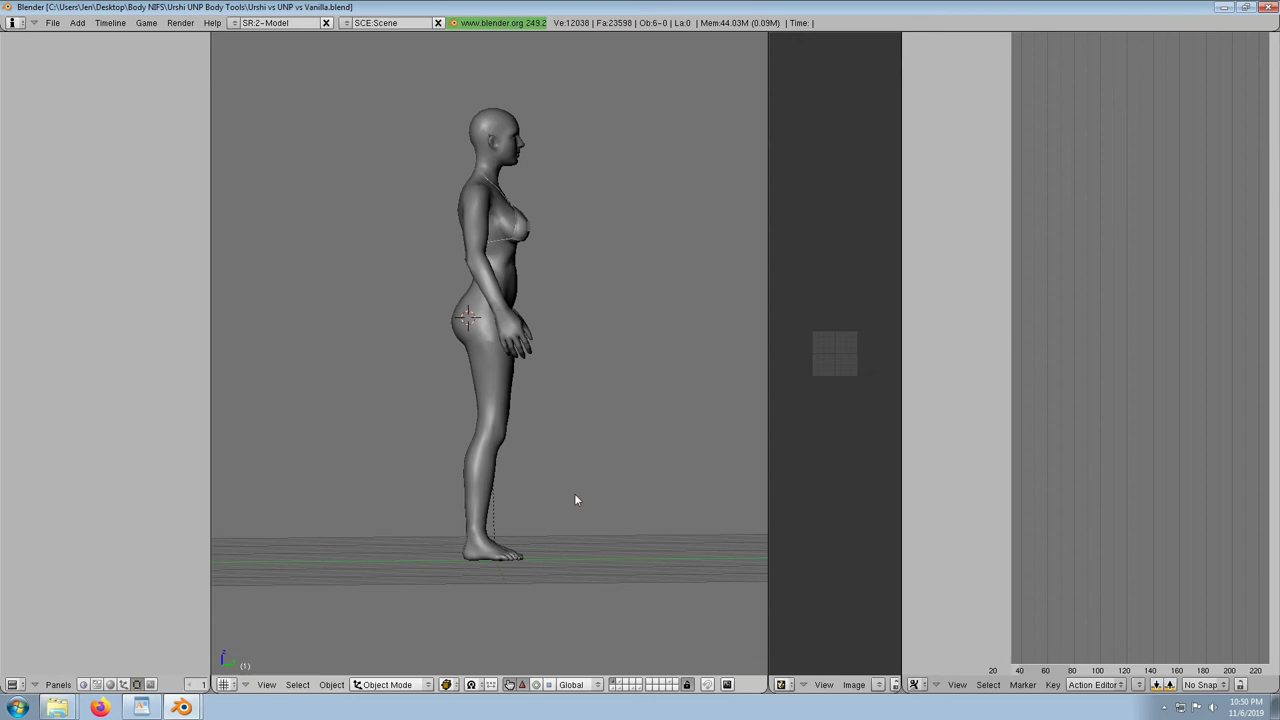 Blender [C:\Users\Jen\Desktop\Body NIFS\Urshi UNP Body Tools\Urshi vs UNP vs Vanilla.blend]
File Add Timeline Game Render Help SR:2-Model SCE:Scene www.blender.org 249.2 Ve:12036 | Fa:23598 | Ob:6-0 | La:0 | Mem:44.03M (0.09M) | Time: |
z
(1)
20 40 60 80 100 120 140 160 180 200 220
Panels 1 View Select Object Object Mode Global View Image View Select Marker Key Action Editor No Snap
10:50 PM
11/6/2019